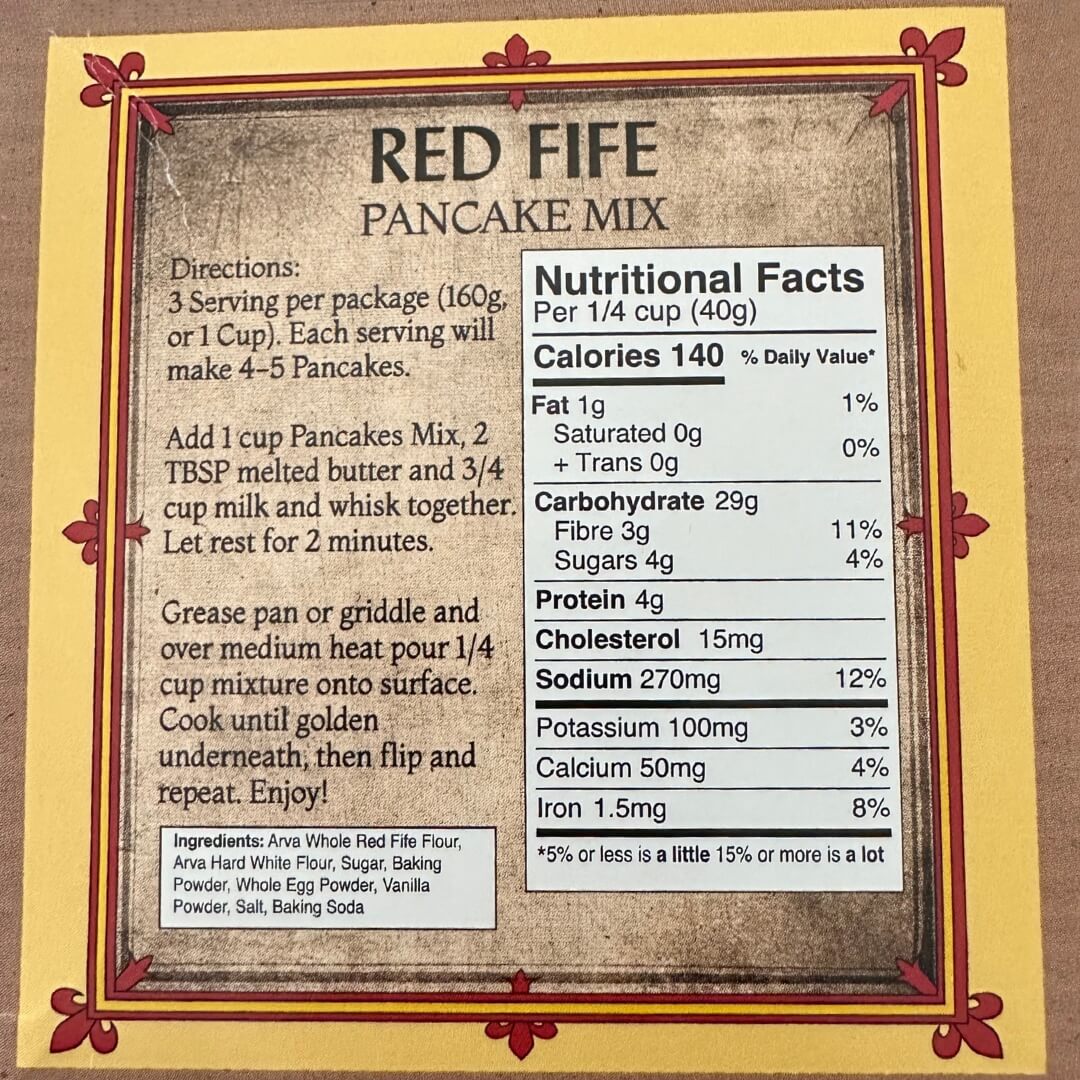 RED FIFE
PANCAKE MIX
Directions:
3 Serving per package (160g,
or 1 Cup). Each serving will
make 4-5 Pancakes.
Add 1 cup Pancakes Mix, 2
TBSP melted butter and 3/4
cup milk and whisk together.
Let rest for 2 minutes.
Grease pan or griddle and
over medium heat pour 1/4
cup mixture onto surface.
Cook until golden
underneath, then flip and
repeat. Enjoy!
Ingredients: Arva Whole Red Fife Flour,
Arva Hard White Flour, Sugar, Baking
Powder, Whole Egg Powder, Vanilla
Powder, Salt, Baking Soda
Nutritional Facts
Per 1/4 cup (40g)
Calories 140 % Daily Value*
Fat 1g 1%
Saturated 0g
+ Trans 0g 0%
Carbohydrate 29g
Fibre 3g 11%
Sugars 4g 4%
Protein 4g
Cholesterol 15mg
Sodium 270mg 12%
Potassium 100mg 3%
Calcium 50mg 4%
Iron 1.5mg 8%
*5% or less is a little 15% or more is a lot